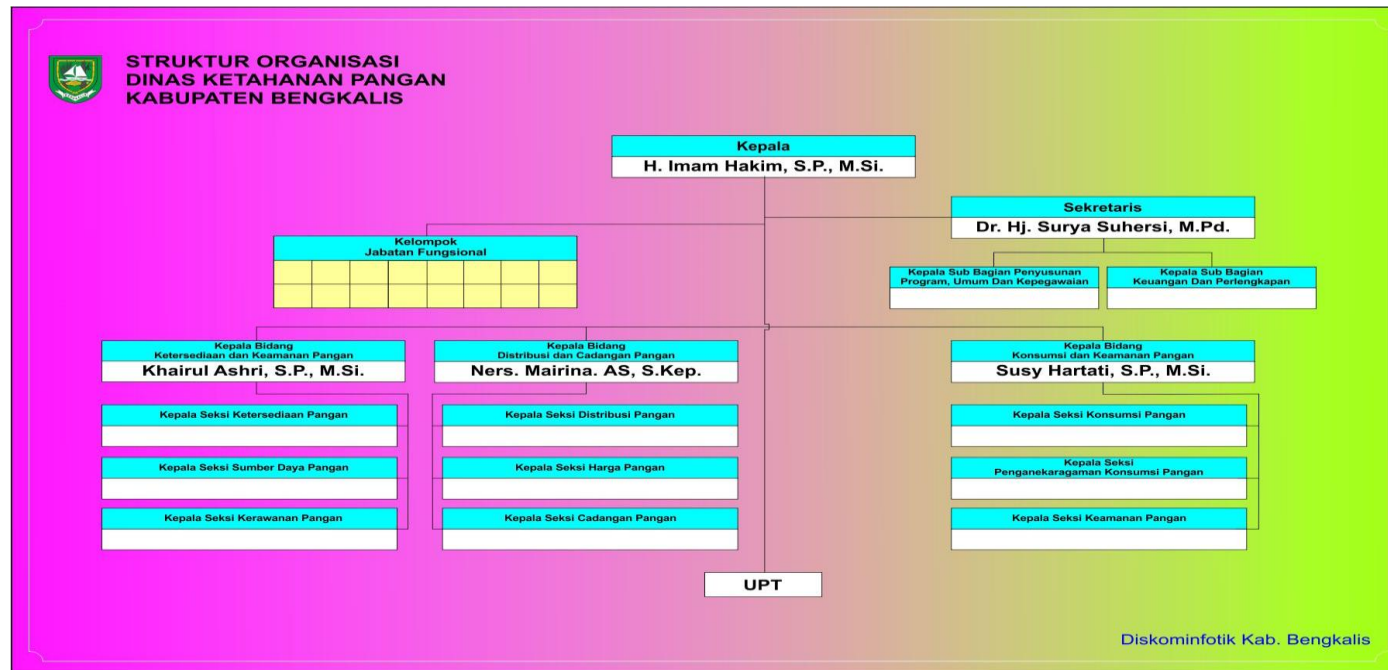 STRUKTUR ORGANISASI
DINAS KETAHANAN PANGAN
KABUPATEN BENGKALIS
Kepala
H. Imam Hakim, S.P., M.Si.
Sekretaris
Dr. Hj. Surya Suhersi, M.Pd.
Kelompok
Jabatan Fungsional
Kepala Sub Bagian Penyusunan
Program, Umum Dan Kepegawaian
Kepala Sub Bagian
Keuangan Dan Perlengkapan
Kepala Bidang
Ketersediaan dan Keamanan Pangan
Khairul Ashri, S.P., M.Si.
Kepala Bidang
Distribusi dan Cadangan Pangan
Ners. Mairina. AS, S.Kep.
Kepala Bidang
Konsumsi dan Keamanan Pangan
Susy Hartati, S.P., M.Si.
Kepala Seksi Ketersediaan Pangan
Kepala Seksi Distribusi Pangan
Kepala Seksi Konsumsi Pangan
Kepala Seksi Sumber Daya Pangan
Kepala Seksi Harga Pangan
Kepala Seksi
Penganekaragaman Konsumsi Pangan
Kepala Seksi Kerawanan Pangan
Kepala Seksi Cadangan Pangan
Kepala Seksi Keamanan Pangan
UPT
Diskominfotik Kab. Bengkalis